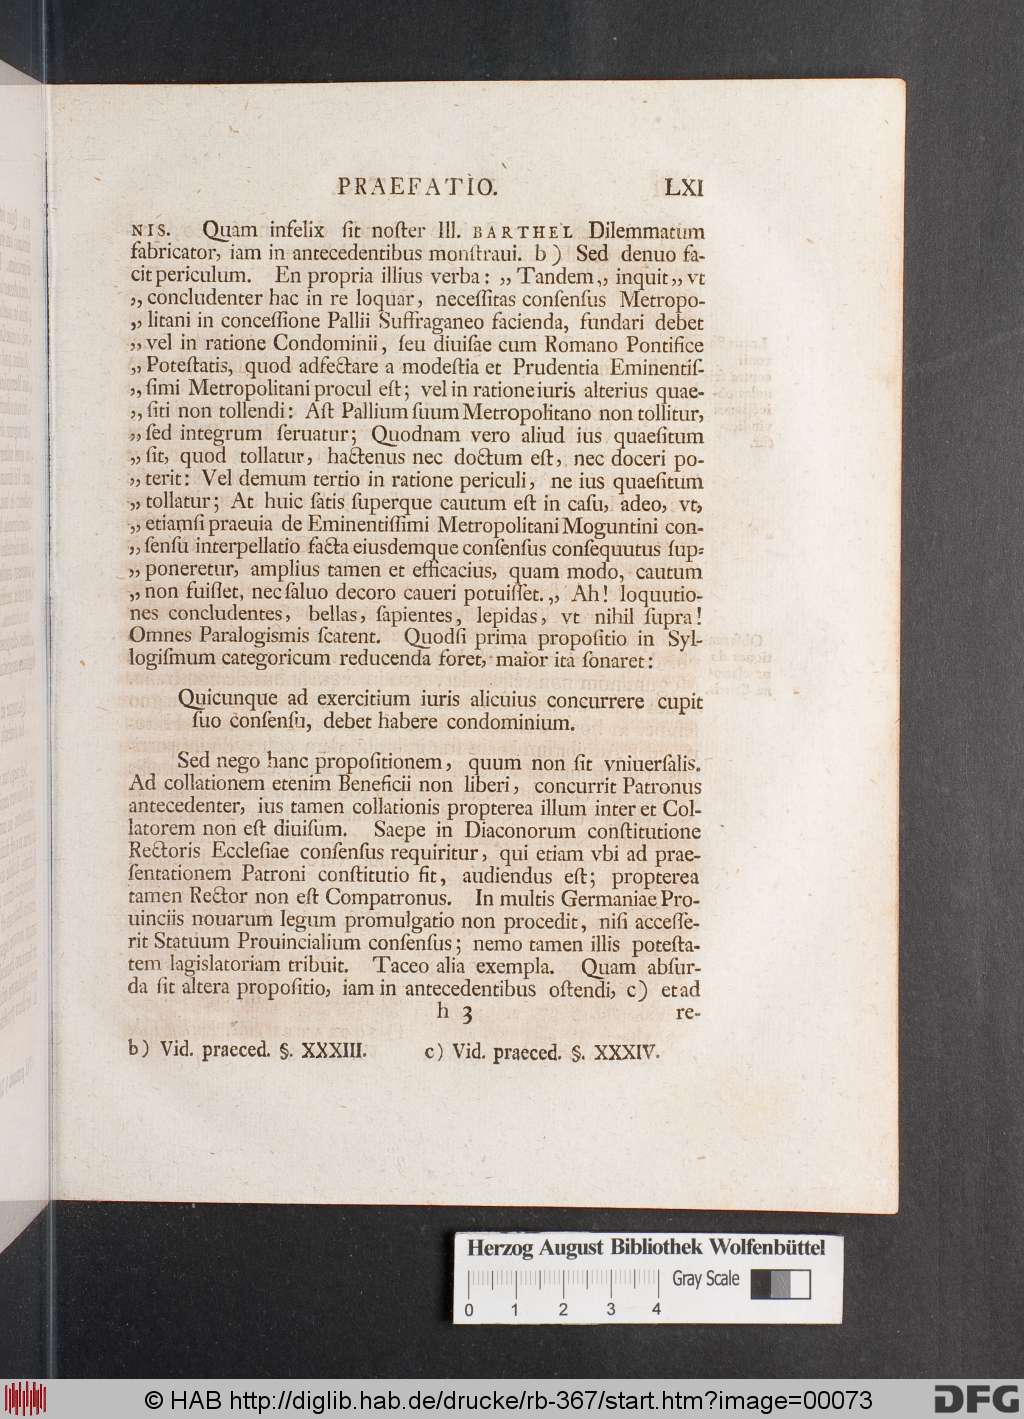 PRAEFATIO. LXI
NIS. Quam infelix ſit noſter Ill. BARTHEL Dilemmatum
fabricator, iam in antecedentibus monſtraui. b) Sed denuo fa-
cit periculum. En propria illius verba: „ Tandem„ inquit „ vt
„ concludenter hac in re loquar, neceſſitas conſenſus Metropo-
„ litani in conceſſione Pallii Suffraganeo facienda, fundari debet
„ vel in ratione Condominii, ſeu diuiſae cum Romano Pontifice
„ Poteſtatis, quod adfectare a modeſtia et Prudentia Eminentiſ-
„ ſimi Metropolitani procul eſt; vel in ratione iuris alterius quae-
„ ſiti non tollendi: Aſt Pallium ſuum Metropolitano non tollitur,
„ ſed integrum ſeruatur; Quodnam vero aliud ius quaeſitum
„ ſit, quod tollatur, hactenus nec doctum eſt, nec doceri po-
„ terit: Vel demum tertio in ratione periculi, ne ius quaeſitum
„ tollatur; At huic ſatis ſuperque cautum eſt in caſu, adeo, vt,
„ etiamſi praeuia de Eminentiſſimi Metropolitani Moguntini con-
„ ſenſu interpellatio facta eiusdemque conſenſus conſequutus ſup-
„ poneretur, amplius tamen et efficacius, quam modo, cautum
„ non fuiſſet, nec ſaluo decoro caueri potuiſſet. „ Ah! loquutio-
nes concludentes, bellas, ſapientes, lepidas, vt nihil ſupra!
Omnes Paralogismis ſcatent. Quodſi prima propoſitio in Syl-
logiſmum categoricum reducenda foret, maior ita ſonaret:
Quicunque ad exercitium iuris alicuius concurrere cupit
ſuo conſenſu, debet habere condominium.
Sed nego hanc propoſitionem, quum non ſit vniuerſalis.
Ad collationem etenim Beneficii non liberi, concurrit Patronus
antecedenter, ius tamen collationis propterea illum inter et Col-
latorem non eſt diuiſum. Saepe in Diaconorum conſtitutione
Rectoris Eccleſiae conſenſus requiritur, qui etiam vbi ad prae-
ſentationem Patroni conſtitutio fit, audiendus eſt; propterea
tamen Rector non eſt Compatronus. In multis Germaniae Pro-
uinciis nouarum legum promulgatio non procedit, niſi acceſſe-
rit Statuum Prouincialium conſenſus; nemo tamen illis poteſta-
tem lagislatoriam tribuit. Taceo alia exempla. Quam abſur-
da ſit altera propoſitio, iam in antecedentibus oſtendi, c) et ad
h 3 re-
b) Vid. praeced. §. XXXIII. c) Vid. praeced. §. XXXIV.
Herzog August Bibliothek Wolfenbüttel
Gray Scale
0 1 2 3 4
© HAB http://diglib.hab.de/drucke/rb-367/start.htm?image=00073
DFG